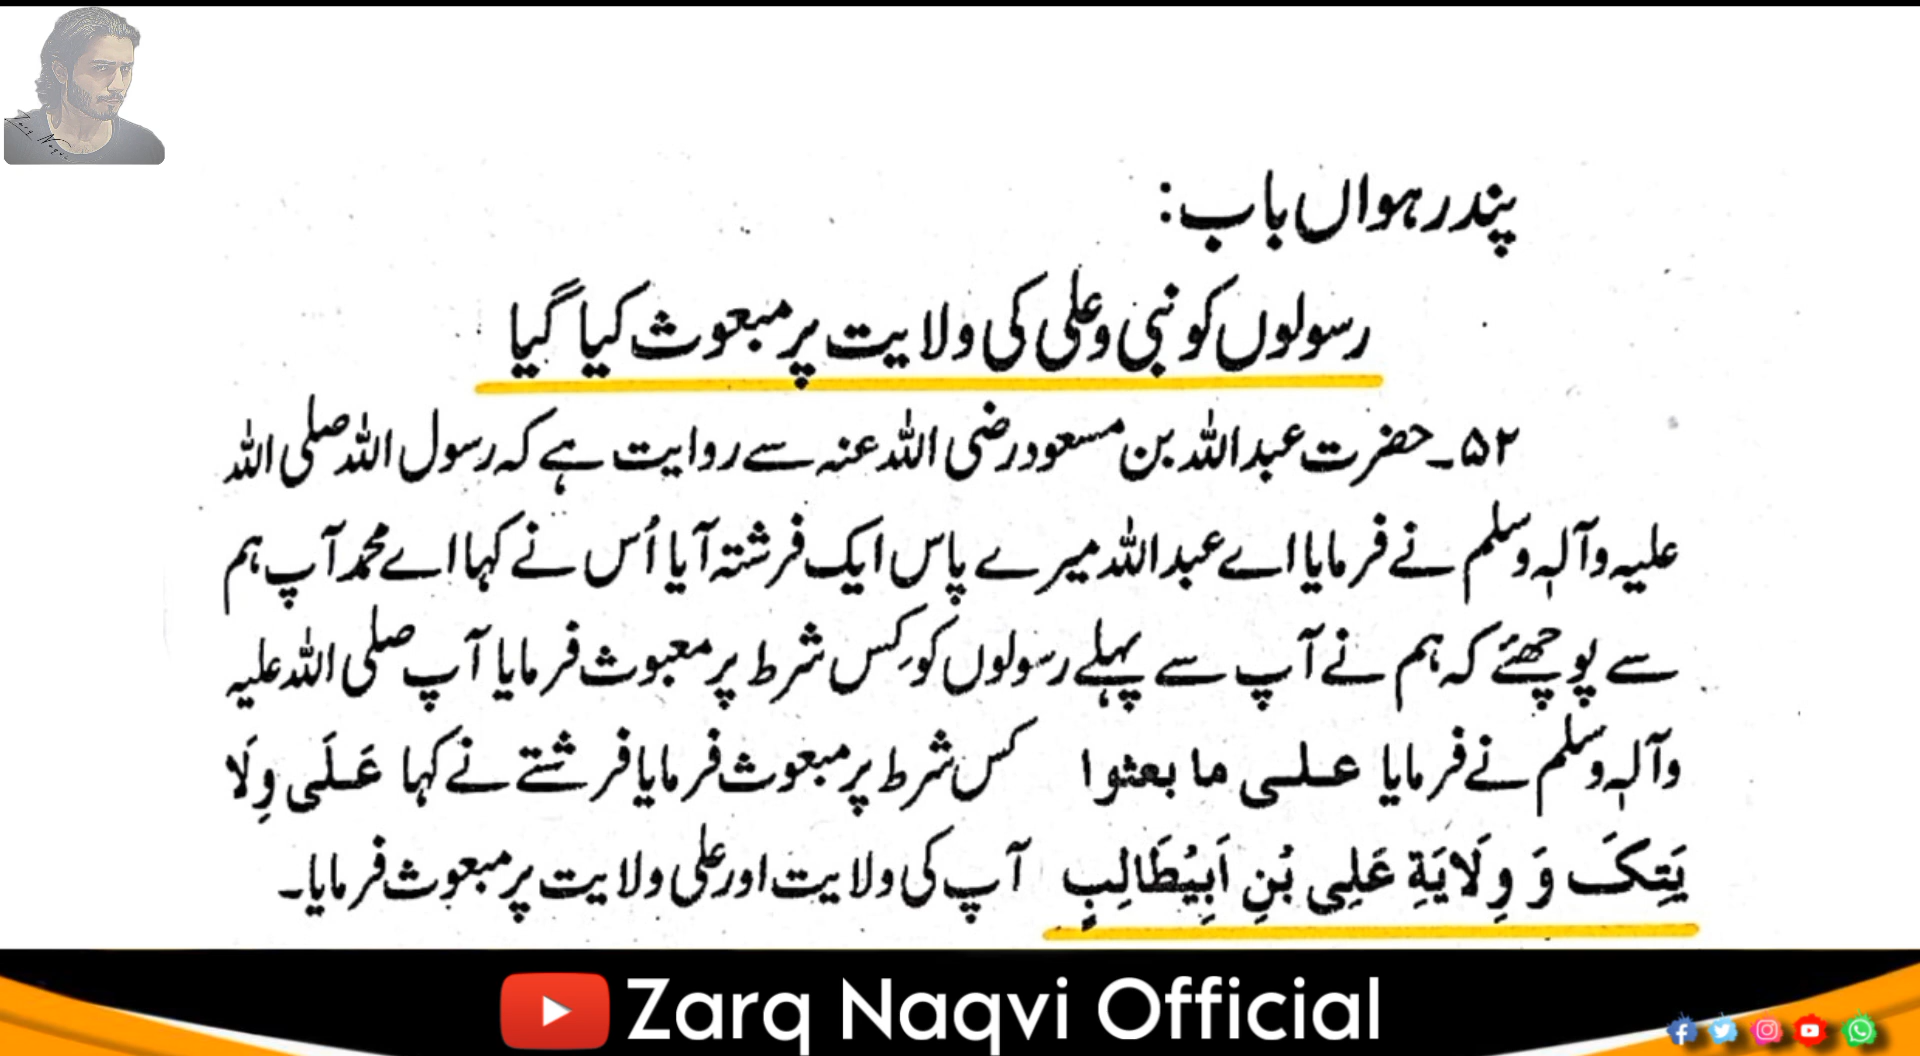 Zarq Naqvi
پندرہواں باب:
رسولوں کو نبی و علی کی ولایت پر مبعوث کیا گیا
۵۲۔ حضرت عبداللہ بن مسعود رضی اللہ عنہ سے روایت ہے کہ رسول اللہ صلی اللہ
علیہ وآلہٖ وسلم نے فرمایا اے عبداللہ میرے پاس ایک فرشتہ آیا اُس نے کہا اے محمد آپ ہم
سے پوچھئے کہ ہم نے آپ سے پہلے رسولوں کو کِس شرط پر معبوث فرمایا آپ صلی اللہ علیہ
وآلہٖ وسلم نے فرمایا علی ما بعثوا کس شرط پر مبعوث فرمایا فرشتے نے کہا عَلَی وِلَا
یَتِکَ وَ وِلَایَةِ عَلِی بْنِ اَبِیْطَالِبٍ آپ کی ولایت اور علی ولایت پر مبعوث فرمایا۔
Zarq Naqvi Official